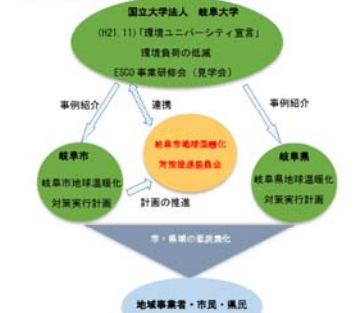 国立大学法人 岐阜大学
(H21.11)「環境ユニバーシティ宣言」
環境負荷の低減
ESCO事業研修会(見学会)
事例紹介
連携
事例紹介
岐阜市地球温暖化
対策推進委員会
岐阜市
岐阜市地球温暖化
対策実行計画
計画の推進
岐阜県
岐阜県地球温暖化
対策実行計画
市・県域の低炭素化
地域事業者・市民・県民